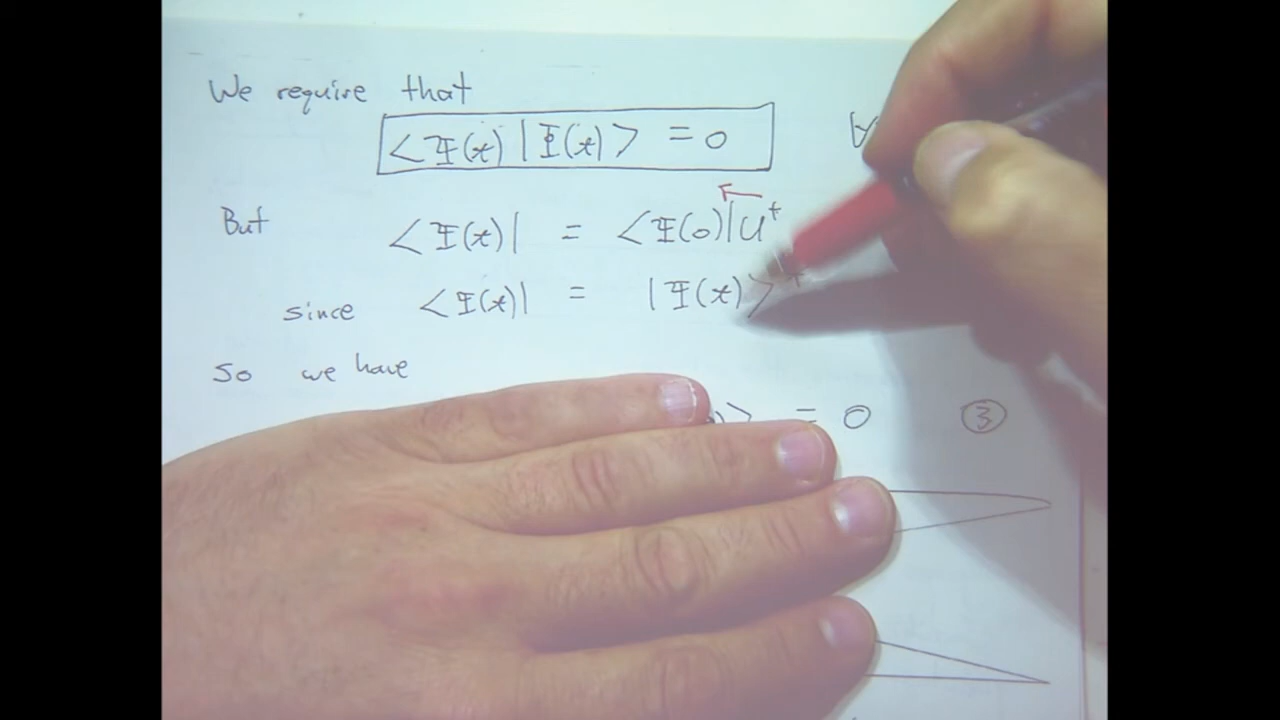 We require that
<Ψ(t)|Φ(t)> = 0 ∀
But <Ψ(t)| = <Ψ(0)|U†
since <Ψ(t)| = |Ψ(t)>†
So we have
> = 0 ③